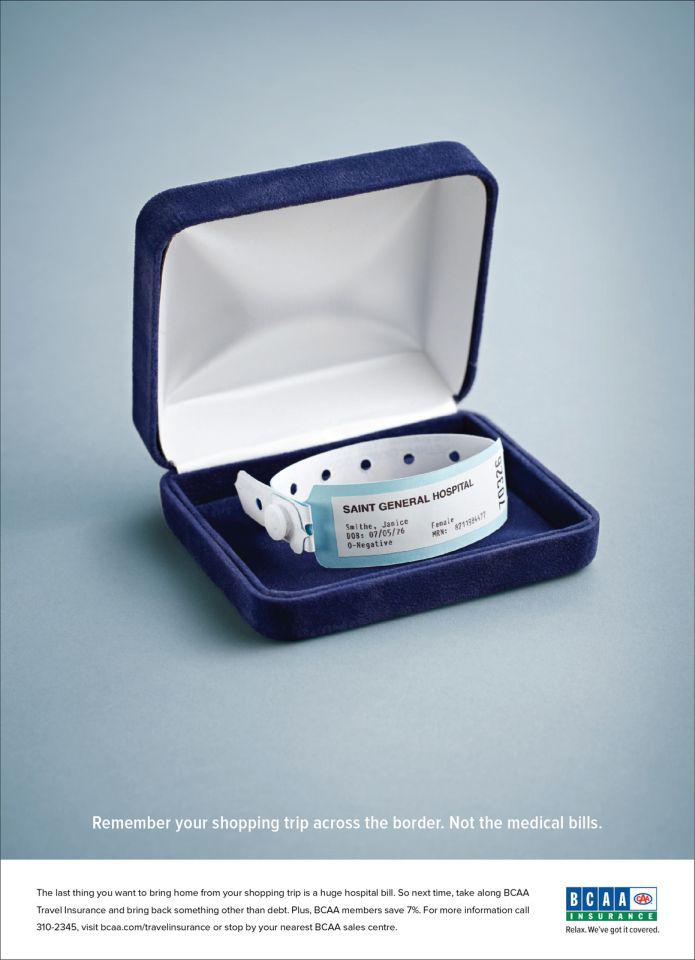 SAINT GENERAL HOSPITAL
Smithe, Janice
Female
DOB: 07/05/76
MRN: 8711994477
O-Negative
70326
Remember your shopping trip across the border. Not the medical bills.
The last thing you want to bring home from your shopping trip is a huge hospital bill. So next time, take along BCAA
Travel Insurance and bring back something other than debt. Plus, BCAA members save 7%. For more information call
310-2345, visit bcaa.com/travelinsurance or stop by your nearest BCAA sales centre.
BCAA CAA
INSURANCE
Relax. We've got it covered.